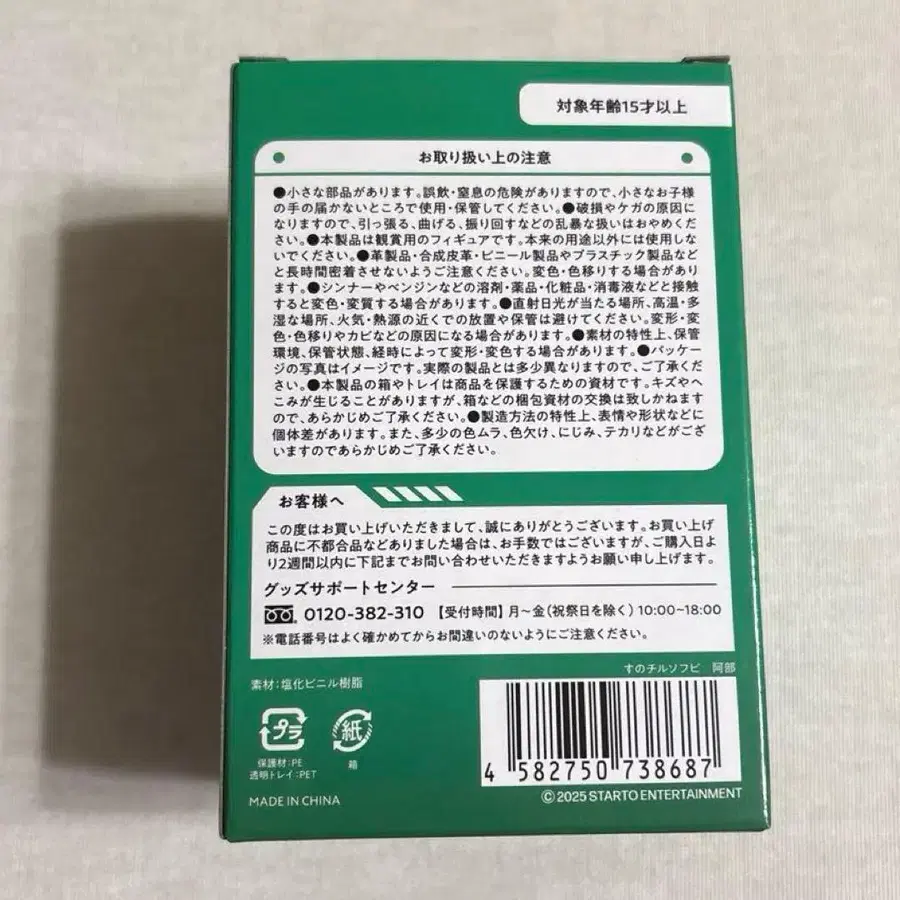 対象年齢15才以上
お取り扱い上の注意
●小さな部品があります。誤飲・窒息の危険がありますので、小さなお子様
の手の届かないところで使用・保管してください。●破損やケガの原因に
なりますので、引っ張る、曲げる、振り回すなどの乱暴な扱いはおやめくだ
さい。●本製品は観賞用のフィギュアです。本来の用途以外には使用しな
いでください。●革製品・合成皮革・ビニール製品やプラスチック製品など
と長時間密着させないようご注意ください。変色・色移りする場合があり
ます。●シンナーやベンジンなどの溶剤・薬品・化粧品・消毒液などと接触
すると変色・変質する場合があります。●直射日光が当たる場所、高温・多
湿な場所、火気・熱源の近くでの放置や保管は避けてください。変形・変
色・色移りやカビなどの原因になる場合があります。●素材の特性上、保管
環境、保管状態、経時によって変形・変色する場合があります。●パッケー
ジの写真はイメージです。実際の製品とは多少異なりますので、ご了承くだ
さい。●本製品の箱やトレイは商品を保護するための資材です。キズやへ
こみが生じることがありますが、箱などの梱包資材の交換は致しかねます
ので、あらかじめご了承ください。●製造方法の特性上、表情や形状などに
個体差があります。また、多少の色ムラ、色欠け、にじみ、テカリなどがござ
いますのであらかじめご了承ください。
お客様へ
この度はお買い上げいただきまして、誠にありがとうございます。お買い上げ
商品に不都合品などありました場合は、お手数ではございますが、ご購入日よ
り2週間以内に下記までお問い合わせいただきますようお願い申し上げます。
グッズサポートセンター
0120-382-310 【受付時間】月～金(祝祭日を除く)10:00~18:00
※電話番号はよく確かめてからお間違いのないようにご注意ください。
すのチルソフビ 阿部
素材:塩化ビニル樹脂
プラ 紙
保護材:PE 箱
透明トレイ:PET
4 582750 738687
MADE IN CHINA
©2025 STARTO ENTERTAINMENT